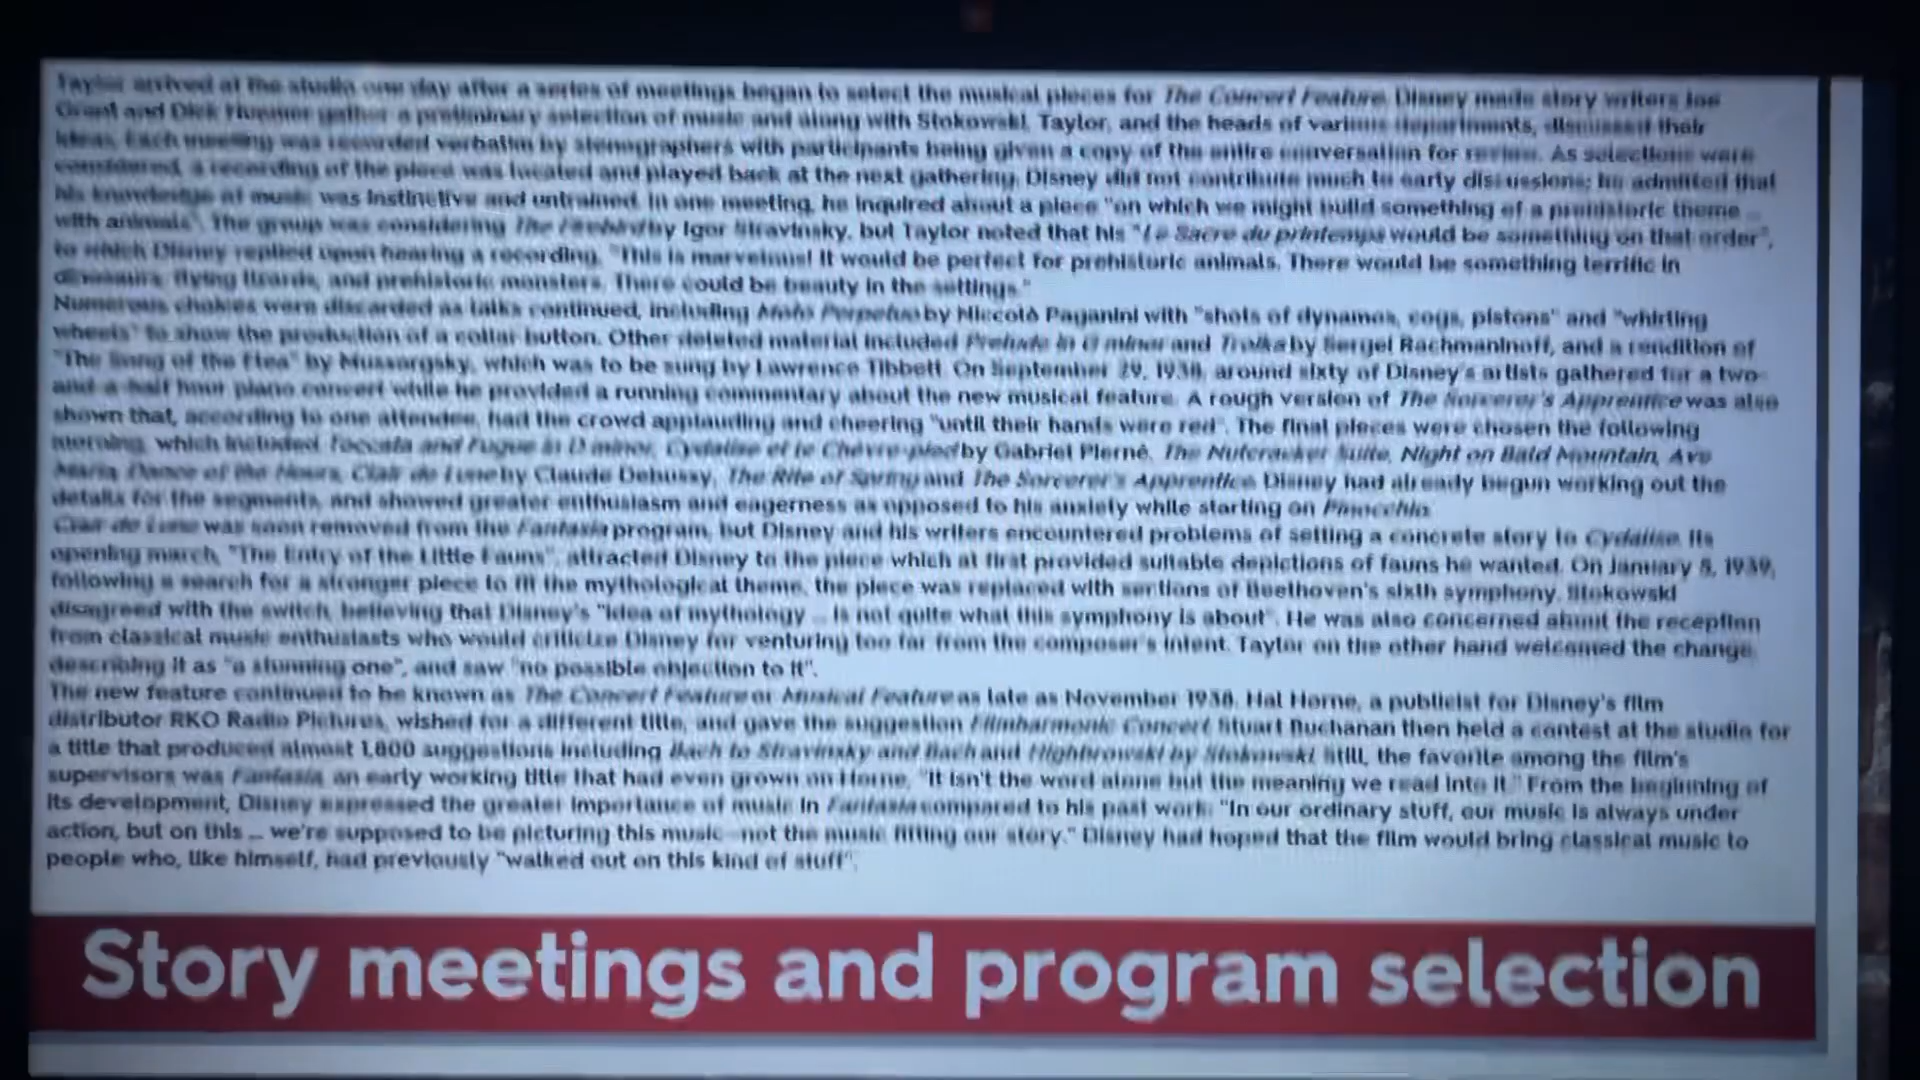 Taylor arrived at the studio one day after a series of meetings began to select the musical pieces for The Concert Feature. Disney made story writers Joe
Grant and Dick Huemer gather a preliminary selection of music and along with Stokowski, Taylor, and the heads of various departments, discussed their
ideas. Each meeting was recorded verbatim by stenographers with participants being given a copy of the entire conversation for review. As selections were
considered, a recording of the piece was located and played back at the next gathering. Disney did not contribute much to early discussions; he admitted that
his knowledge of music was instinctive and untrained. In one meeting, he inquired about a piece "on which we might build something of a prehistoric theme ...
with animals". The group was considering The Firebird by Igor Stravinsky, but Taylor noted that his "Le Sacre du printemps would be something on that order",
to which Disney replied upon hearing a recording, "This is marvelous! It would be perfect for prehistoric animals. There would be something terrific in
dinosaurs, flying lizards, and prehistoric monsters. There could be beauty in the settings."
Numerous choices were discarded as talks continued, including Moto Perpetuo by Niccolò Paganini with "shots of dynamos, cogs, pistons" and "whirling
wheels" to show the production of a collar button. Other deleted material included Prelude in G minor and Troika by Sergei Rachmaninoff, and a rendition of
"The Song of the Flea" by Mussorgsky, which was to be sung by Lawrence Tibbett. On September 29, 1938, around sixty of Disney's artists gathered for a two-
and-a-half hour piano concert while he provided a running commentary about the new musical feature. A rough version of The Sorcerer's Apprentice was also
shown that, according to one attendee, had the crowd applauding and cheering "until their hands were red". The final pieces were chosen the following
morning, which included Toccata and Fugue in D minor, Cydalise et le Chèvre-pied by Gabriel Pierné, The Nutcracker Suite, Night on Bald Mountain, Ave
Maria, Dance of the Hours, Clair de Lune by Claude Debussy, The Rite of Spring and The Sorcerer's Apprentice. Disney had already begun working out the
details for the segments, and showed greater enthusiasm and eagerness as opposed to his anxiety while starting on Pinocchio.
Clair de Lune was soon removed from the Fantasia program, but Disney and his writers encountered problems of setting a concrete story to Cydalise. Its
opening march, "The Entry of the Little Fauns", attracted Disney to the piece which at first provided suitable depictions of fauns he wanted. On January 5, 1939,
following a search for a stronger piece to fit the mythological theme, the piece was replaced with sections of Beethoven's sixth symphony. Stokowski
disagreed with the switch, believing that Disney's "idea of mythology ... is not quite what this symphony is about". He was also concerned about the reception
from classical music enthusiasts who would criticize Disney for venturing too far from the composer's intent. Taylor on the other hand welcomed the change,
describing it as "a stunning one", and saw "no possible objection to it".
The new feature continued to be known as The Concert Feature or Musical Feature as late as November 1938. Hal Horne, a publicist for Disney's film
distributor RKO Radio Pictures, wished for a different title, and gave the suggestion Filmharmonic Concert. Stuart Buchanan then held a contest at the studio for
a title that produced almost 1,800 suggestions including Bach to Stravinsky and Bach and Highbrowski by Stokowski. Still, the favorite among the film's
supervisors was Fantasia, an early working title that had even grown on Horne, "It isn't the word alone but the meaning we read into it." From the beginning of
its development, Disney expressed the greater importance of music in Fantasia compared to his past work: "In our ordinary stuff, our music is always under
action, but on this ... we're supposed to be picturing this music—not the music fitting our story." Disney had hoped that the film would bring classical music to
people who, like himself, had previously "walked out on this kind of stuff".
Story meetings and program selection